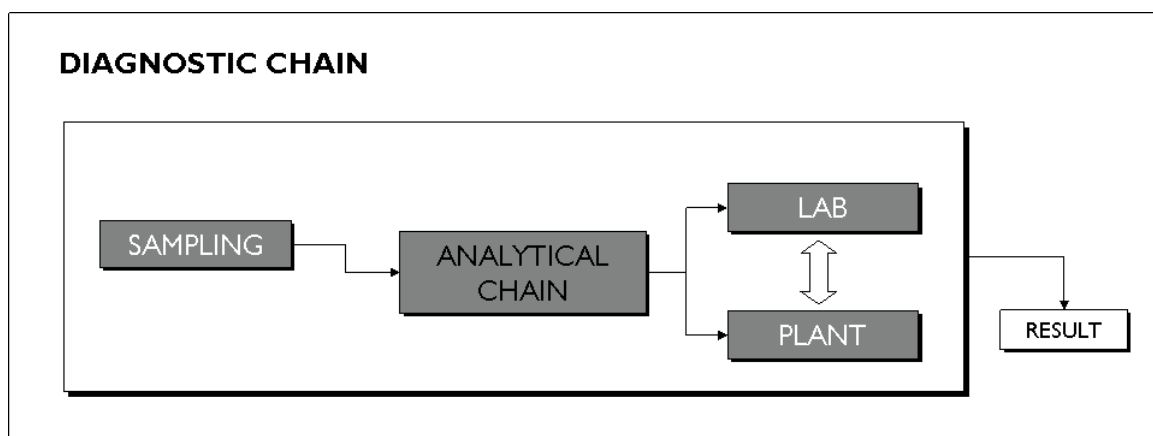 DIAGNOSTIC CHAIN
SAMPLING
ANALYTICAL
CHAIN
LAB
PLANT
RESULT